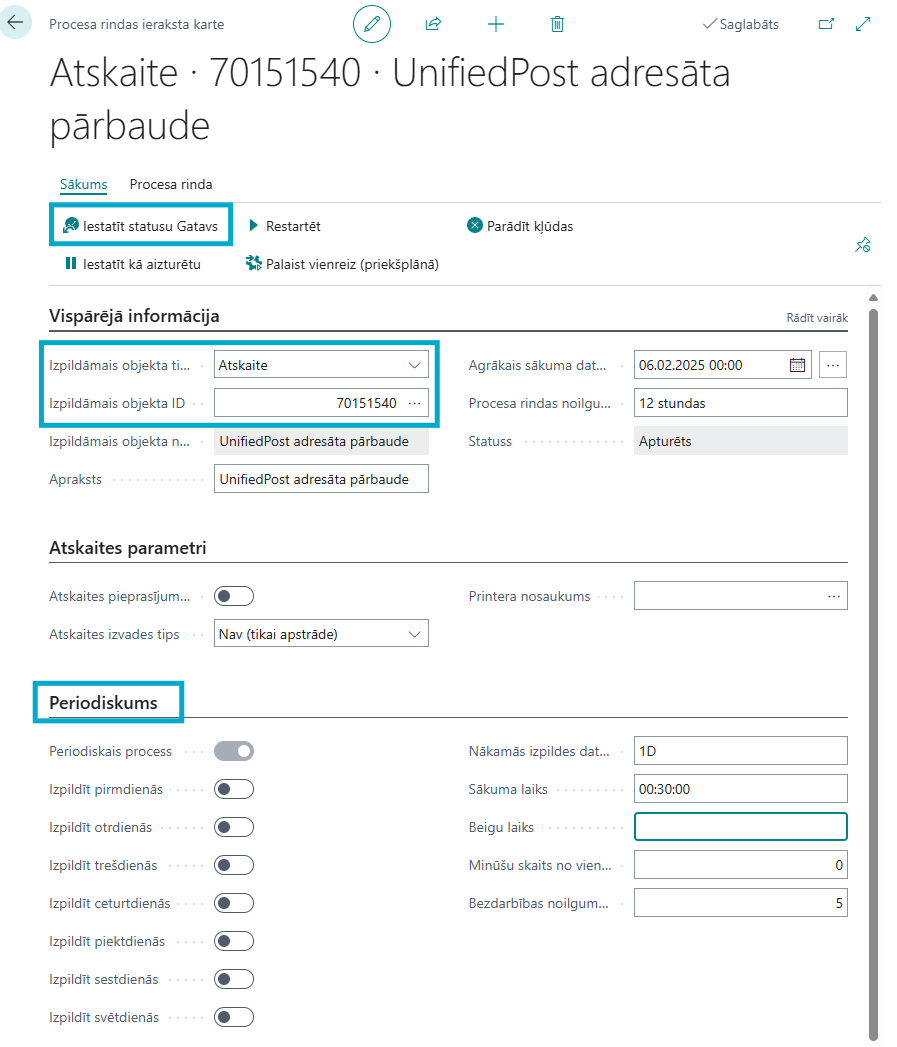 Procesa rindas ieraksta karte
Saglabāts
Atskaite · 70151540 · UnifiedPost adresāta
pārbaude
Sākums Procesa rinda
Iestatīt statusu Gatavs Restartēt Parādīt kļūdas
Iestatīt kā aizturētu Palaist vienreiz (priekšplānā)
Vispārējā informācija Rādīt vairāk
Izpildāmais objekta ti... Atskaite
Izpildāmais objekta ID 70151540 ...
Izpildāmais objekta n... UnifiedPost adresāta pārbaude
Apraksts UnifiedPost adresāta pārbaude
Agrākais sākuma dat... 06.02.2025 00:00 ...
Procesa rindas noilgu... 12 stundas
Statuss Apturēts
Atskaites parametri
Atskaites pieprasījum...
Atskaites izvades tips Nav (tikai apstrāde)
Printera nosaukums ...
Periodiskums
Periodiskais process
Izpildīt pirmdienās
Izpildīt otrdienās
Izpildīt trešdienās
Izpildīt ceturtdienās
Izpildīt piektdienās
Izpildīt sestdienās
Izpildīt svētdienās
Nākamās izpildes dat... 1D
Sākuma laiks 00:30:00
Beigu laiks
Minūšu skaits no vien... 0
Bezdarbības noilgum... 5